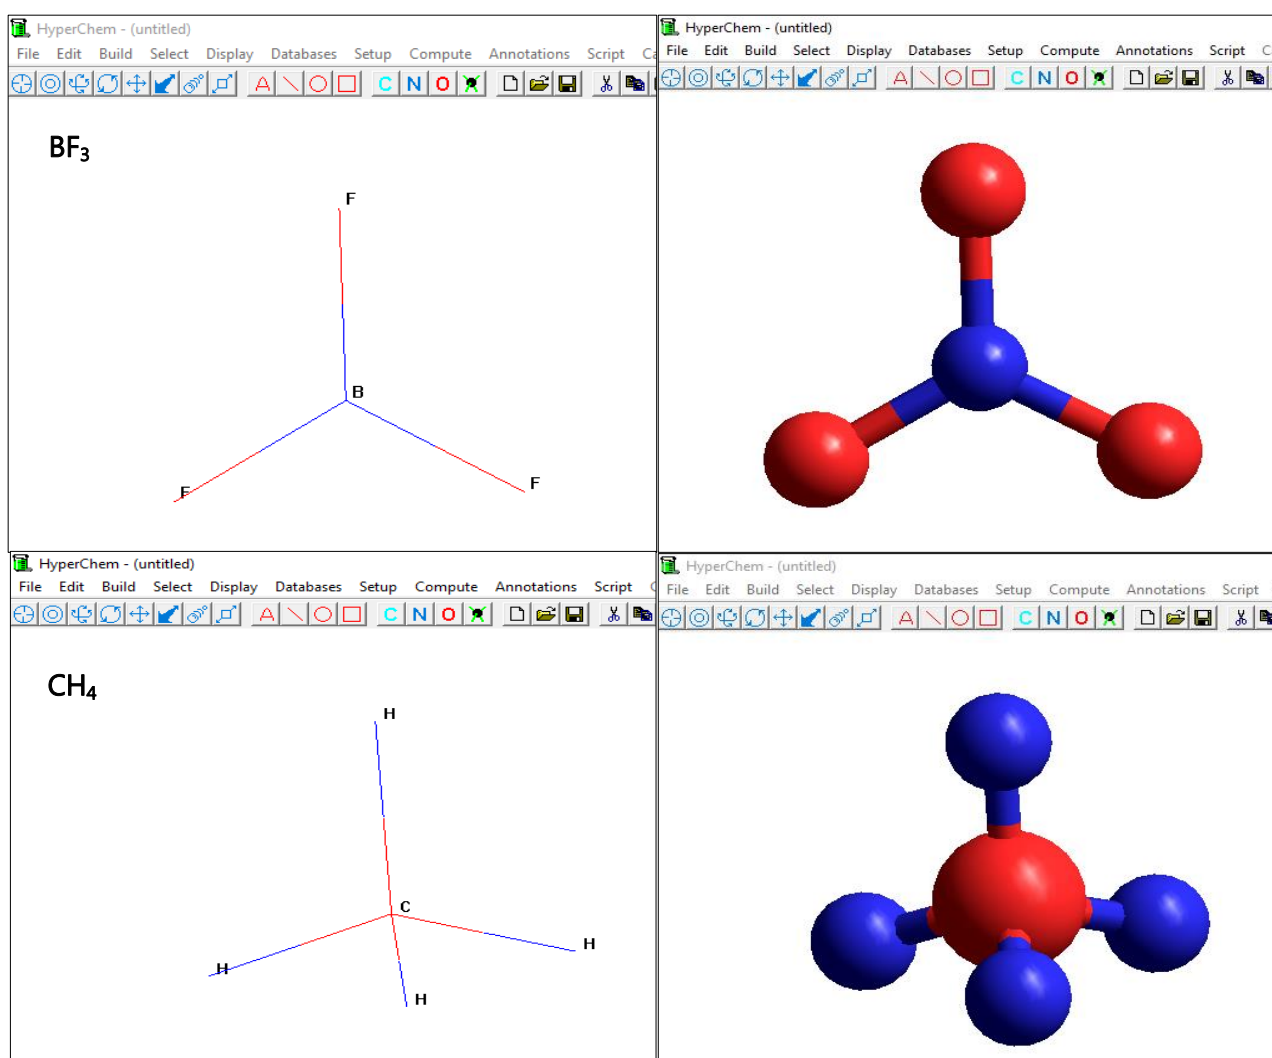 HyperChem - (untitled)
File Edit Build Select Display Databases Setup Compute Annotations Script
A C N O
BF₃
F
B
F
F
HyperChem - (untitled)
File Edit Build Select Display Databases Setup Compute Annotations Script
A C N O
HyperChem - (untitled)
File Edit Build Select Display Databases Setup Compute Annotations Script
A C N O
CH₄
H
C
H
H
H
HyperChem - (untitled)
File Edit Build Select Display Databases Setup Compute Annotations Script
A C N O